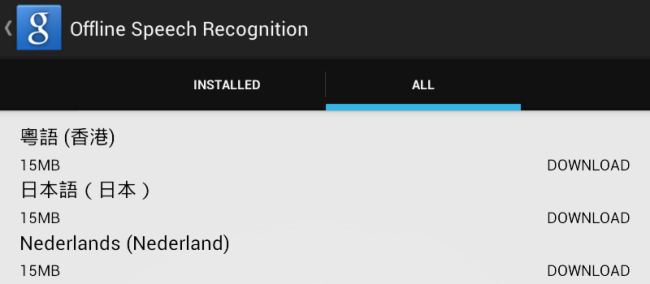 Offline Speech Recognition
INSTALLED ALL
粵語 (香港)
15MB DOWNLOAD
日本語 ( 日本 )
15MB DOWNLOAD
Nederlands (Nederland)
15MB DOWNLOAD